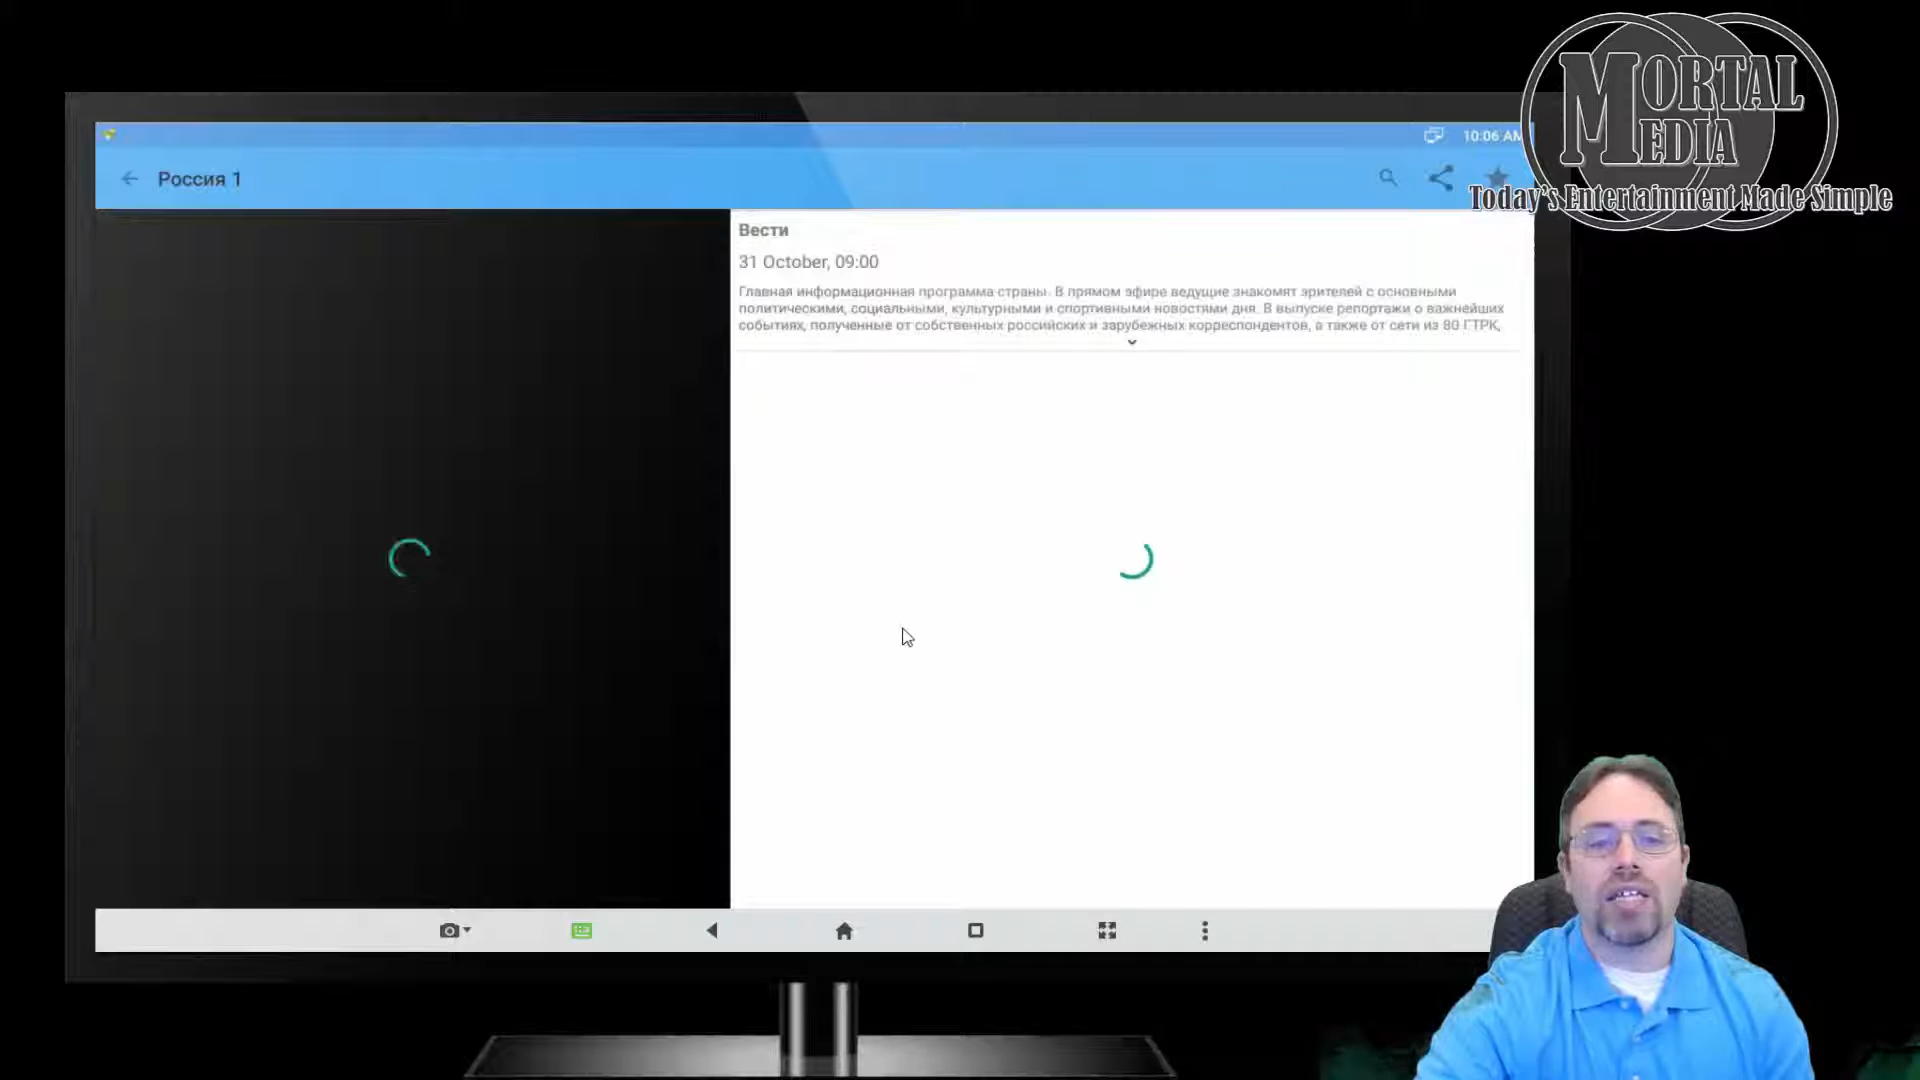 MORTAL
MEDIA
Today's Entertainment Made Simple
10:06 AM
Россия 1
Вести
31 October, 09:00
Главная информационная программа страны. В прямом эфире ведущие знакомят зрителей с основными
политическими, социальными, культурными и спортивными новостями дня. В выпуске репортажи о важнейших
событиях, полученные от собственных российских и зарубежных корреспондентов, а также от сети из 80 ГТРК,